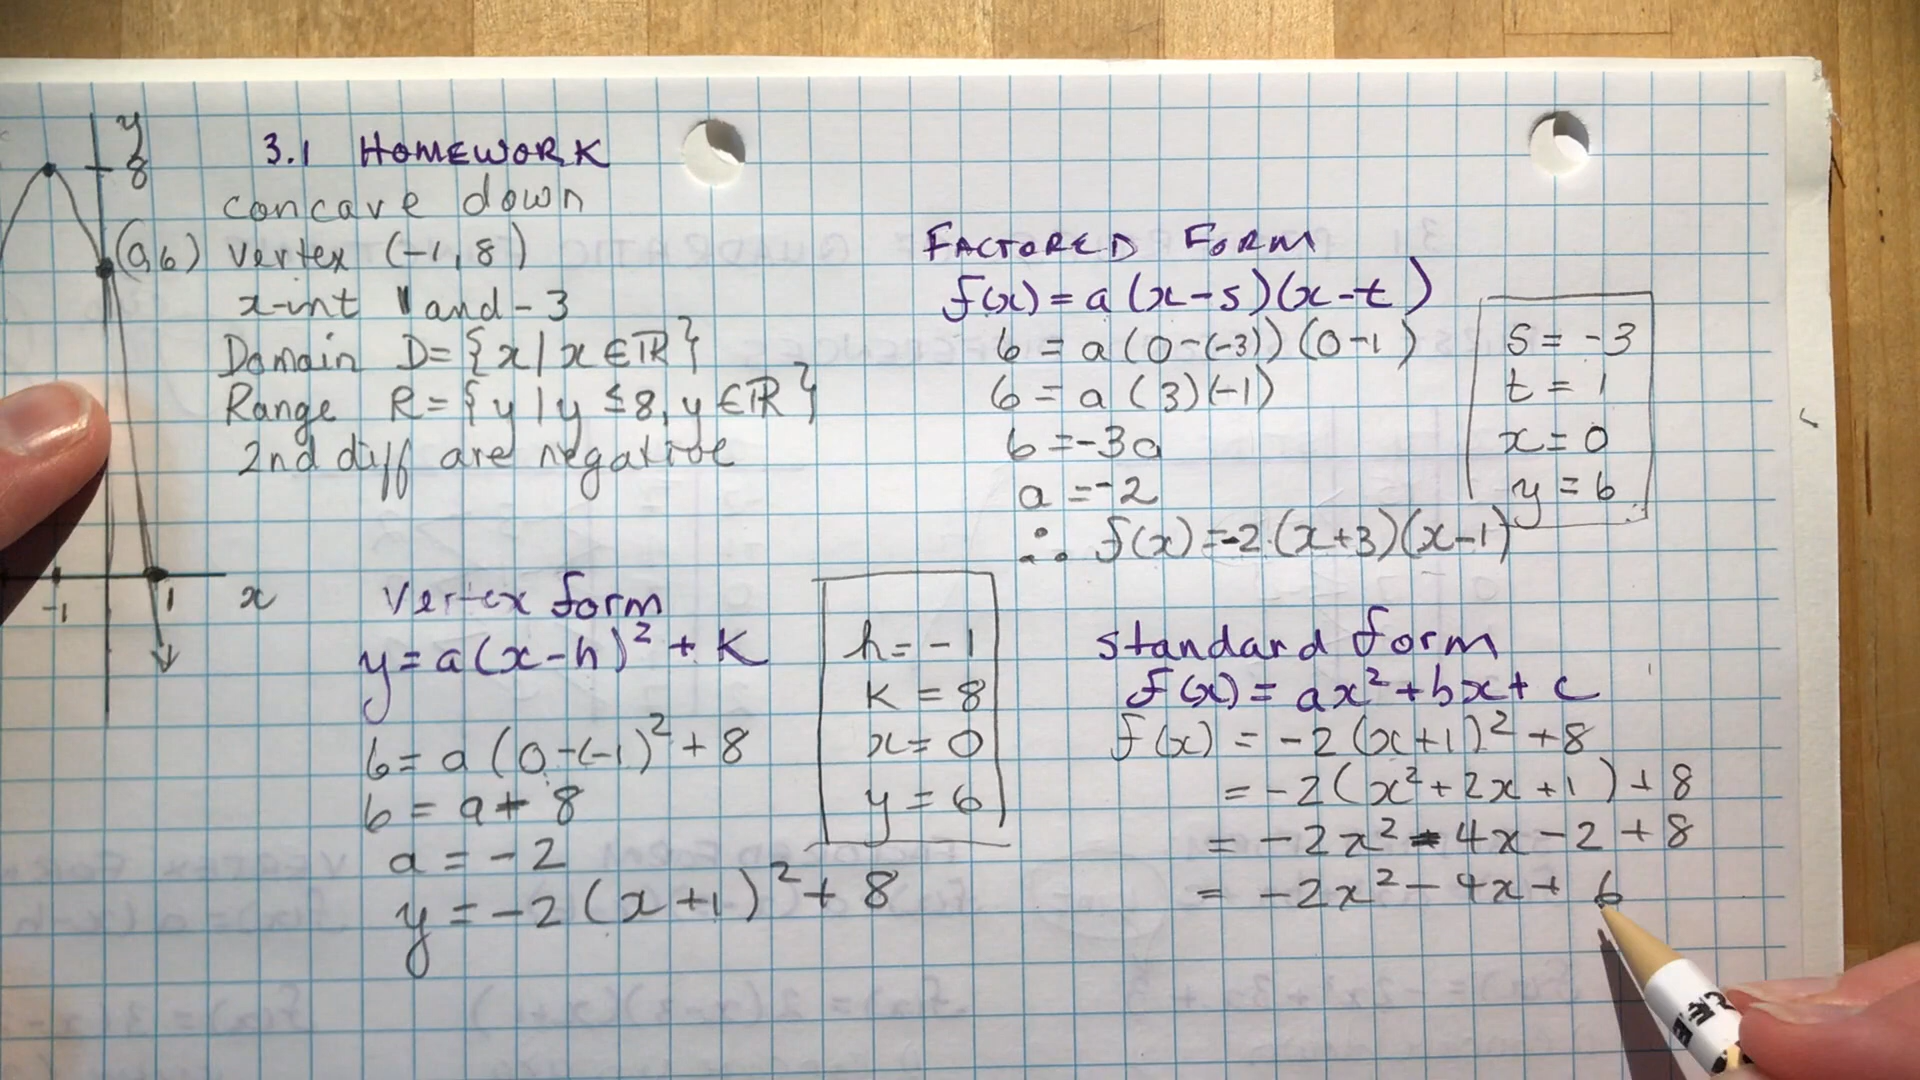 3.1 HOMEWORK
y
8
concave down
(0,6) vertex (-1,8)
x-int 1 and -3
Domain D={x|x∈ℝ}
Range R={y|y≤8, y∈ℝ}
2nd diff are negative
-1 1 x
Vertex form
y=a(x-h)²+K
6=a(0-(-1)²+8
6=a+8
a=-2
y=-2(x+1)²+8
h=-1
K=8
x=0
y=6
FACTORED FORM
f(x)=a(x-s)(x-t)
6=a(0-(-3))(0-1)
6=a(3)(-1)
6=-3a
a=-2
∴ f(x)=-2(x+3)(x-1)
s=-3
t=1
x=0
y=6
standard form
f(x)=ax²+bx+c
f(x)=-2(x+1)²+8
=-2(x²+2x+1)+8
=-2x²-4x-2+8
=-2x²-4x+6